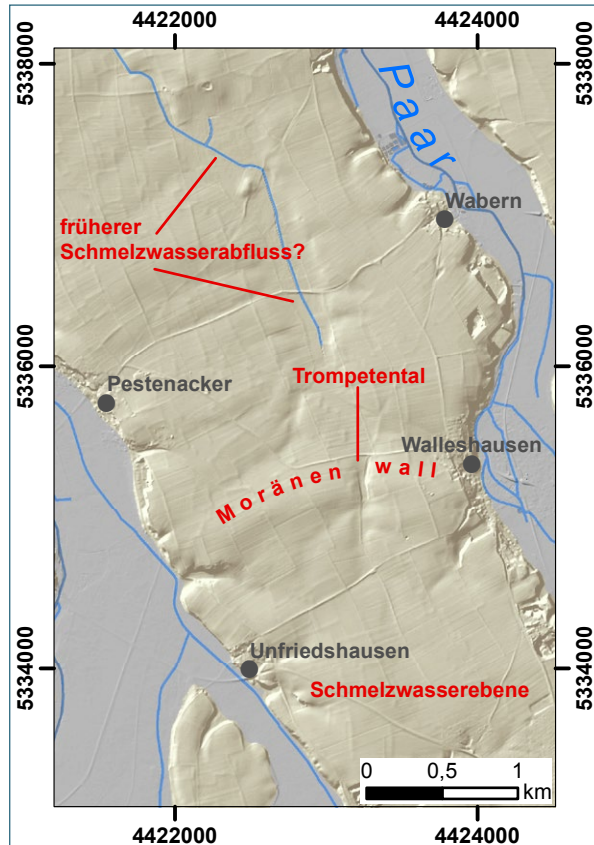 4422000 4424000
5338000 5338000
Paar
Wabern
früherer
Schmelzwasserabfluss?
5336000 5336000
Trompetental
Pestenacker
Walleshausen
Moränen wall
Unfriedshausen
5334000 5334000
Schmelzwasserebene
0 0,5 1
km
4422000 4424000